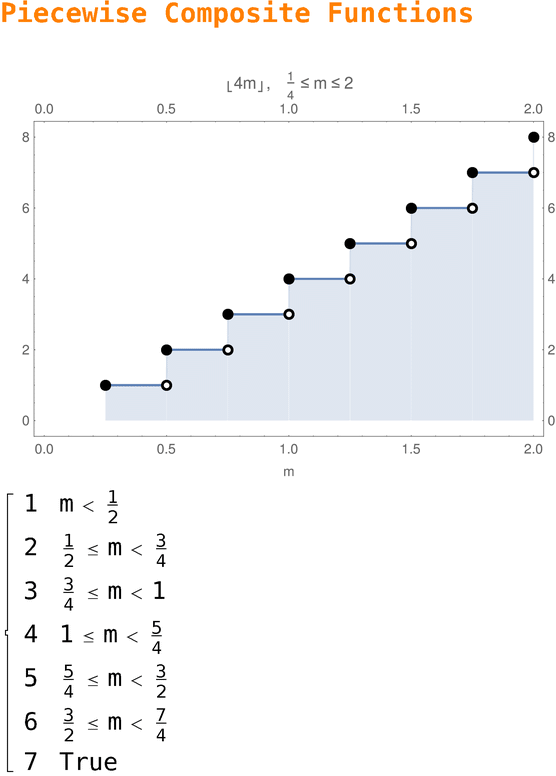 Piecewise Composite Functions
⌊4m⌋, 1/4 ≤ m ≤ 2
0.0 0.5 1.0 1.5 2.0
8 8
6 6
4 4
2 2
0 0
0.0 0.5 1.0 1.5 2.0
m
1 m < 1/2
2 1/2 ≤ m < 3/4
3 3/4 ≤ m < 1
4 1 ≤ m < 5/4
5 5/4 ≤ m < 3/2
6 3/2 ≤ m < 7/4
7 True